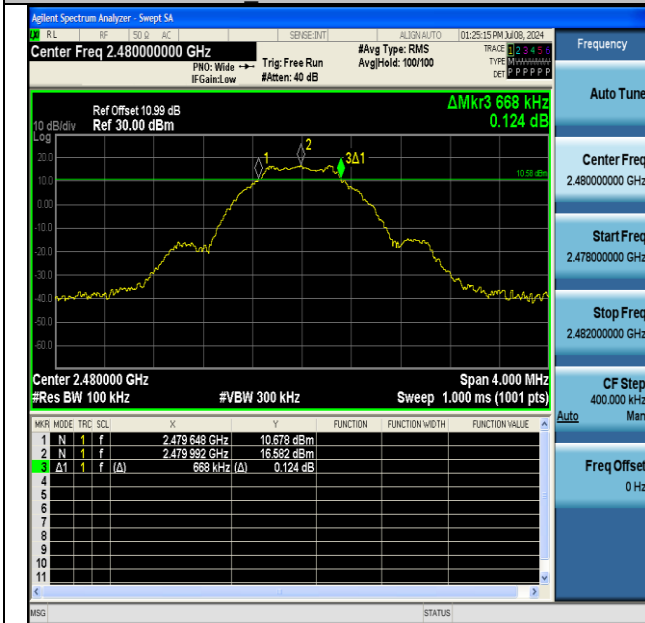 Agilent Spectrum Analyzer - Swept SA
LXI RL RF 50 Ω AC SENSE:INT ALIGN AUTO 01:25:15 PM Jul 08, 2024
Center Freq 2.480000000 GHz #Avg Type: RMS TRACE 1 2 3 4 5 6
PNO: Wide Trig: Free Run Avg|Hold: 100/100 TYPE M
IFGain:Low #Atten: 40 dB DET P P P P P
ΔMkr3 668 kHz
0.124 dB
Ref Offset 10.99 dB
10 dB/div Ref 30.00 dBm
Log
1
2
3Δ1
20.0
10.58 dBm
10.0
0.00
-10.0
-20.0
-30.0
-40.0
-50.0
-60.0
Center 2.480000 GHz Span 4.000 MHz
#Res BW 100 kHz #VBW 300 kHz Sweep 1.000 ms (1001 pts)
MKR MODE TRC SCL X Y FUNCTION FUNCTION WIDTH FUNCTION VALUE
1 N 1 f 2.479 648 GHz 10.678 dBm
2 N 1 f 2.479 992 GHz 16.582 dBm
3 Δ1 1 f (Δ) 668 kHz (Δ) 0.124 dB
4
5
6
7
8
9
10
11
MSG STATUS
Frequency
Auto Tune
Center Freq
2.480000000 GHz
Start Freq
2.478000000 GHz
Stop Freq
2.482000000 GHz
CF Step
400.000 kHz
Auto Man
Freq Offset
0 Hz